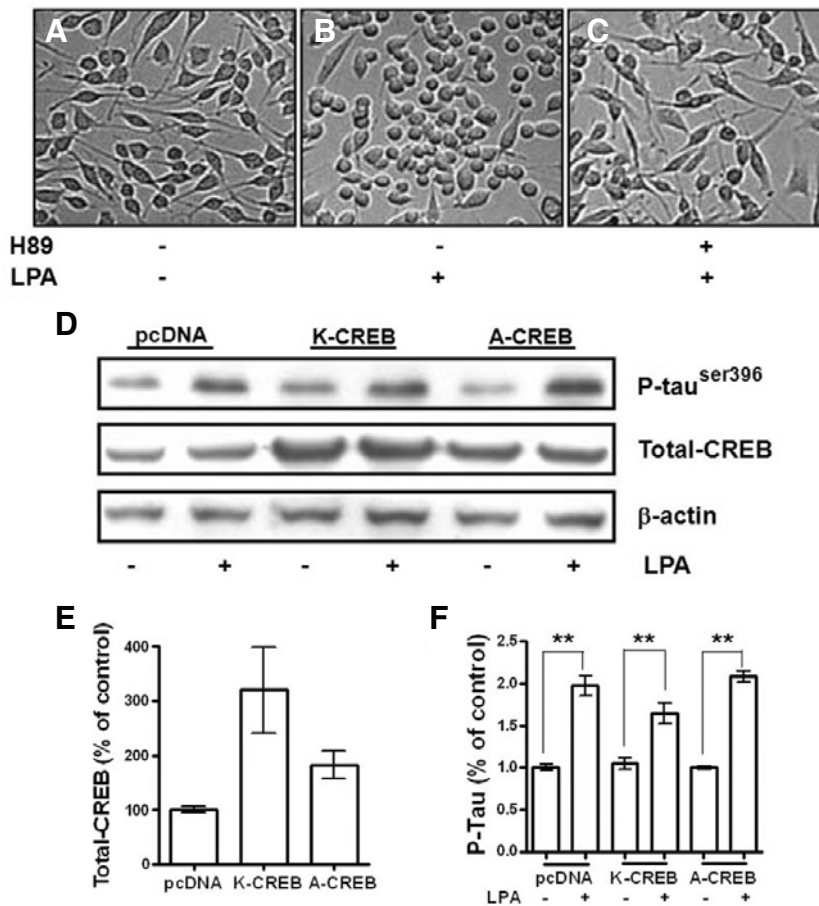 A B C
H89 - - +
LPA - + +
D
pcDNA K-CREB A-CREB
P-tau ser396
Total-CREB
β-actin
- + - + - + LPA
E
Total-CREB (% of control)
400
300
200
100
0
pcDNA K-CREB A-CREB
F
P-Tau (% of control)
2.5
2.0
1.5
1.0
0.5
0.0
** ** **
pcDNA K-CREB A-CREB
LPA - + - + - +